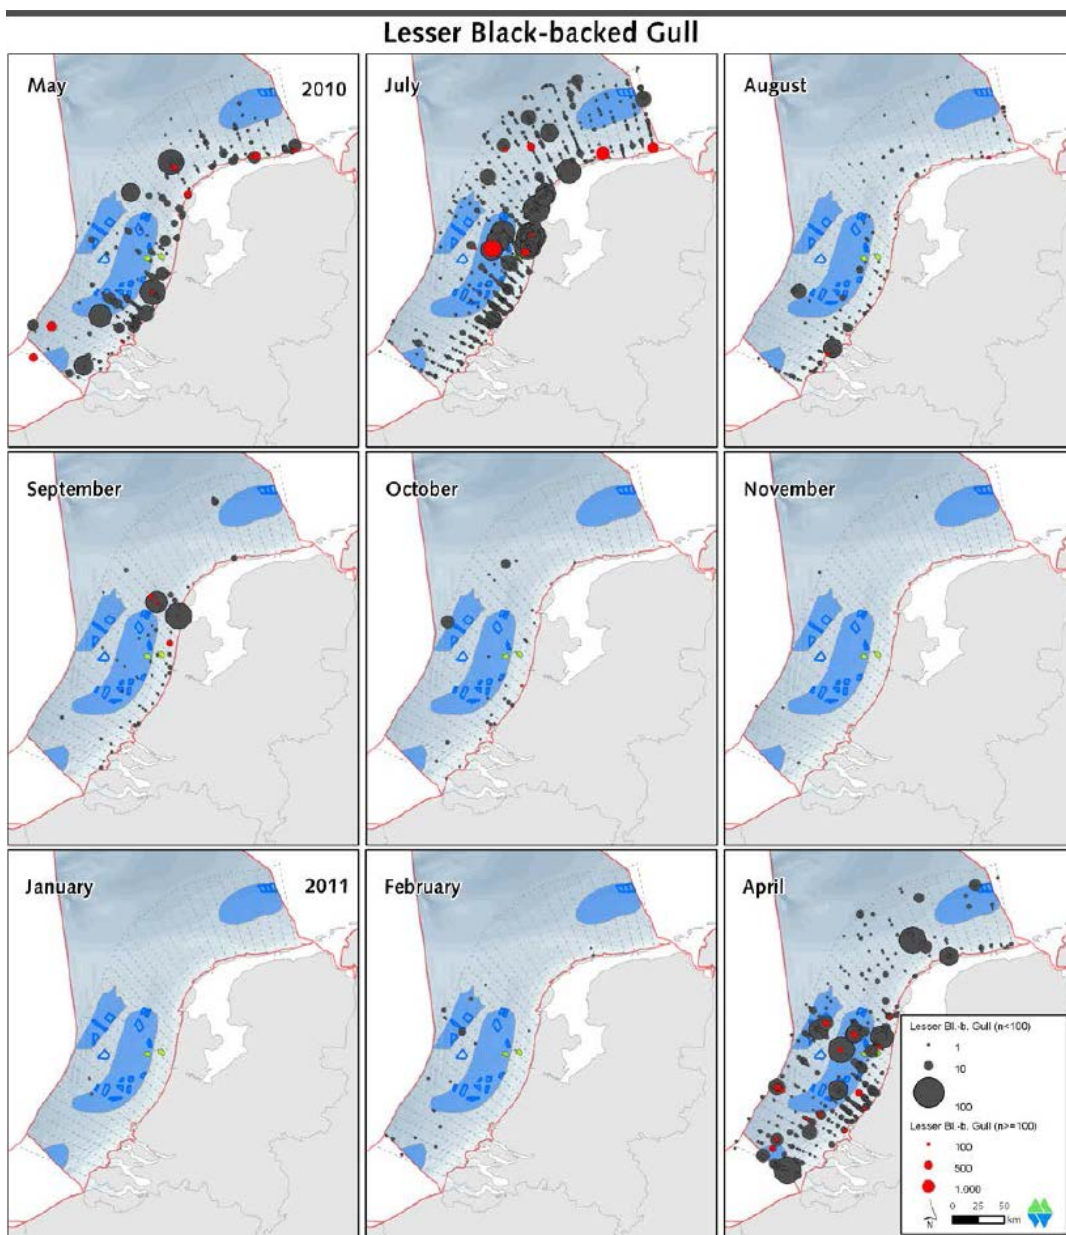 Lesser Black-backed Gull
May
2010
July
August
September
October
November
January
2011
February
April
Lesser Bl.-b. Gull (n<100)
1
10
100
Lesser Bl.-b. Gull (n>=100)
100
500
1.000
0 25 50
km
N